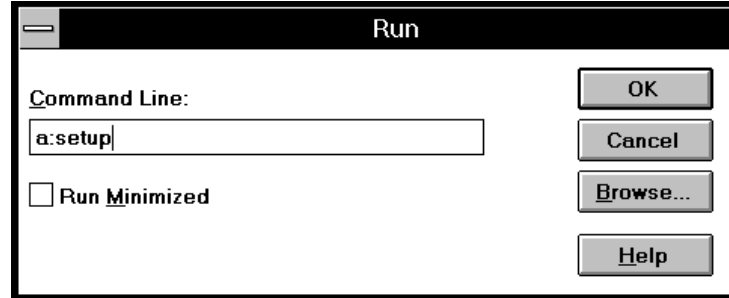 Run
Command Line:
OK
a:setup
Cancel
Run Minimized
Browse...
Help